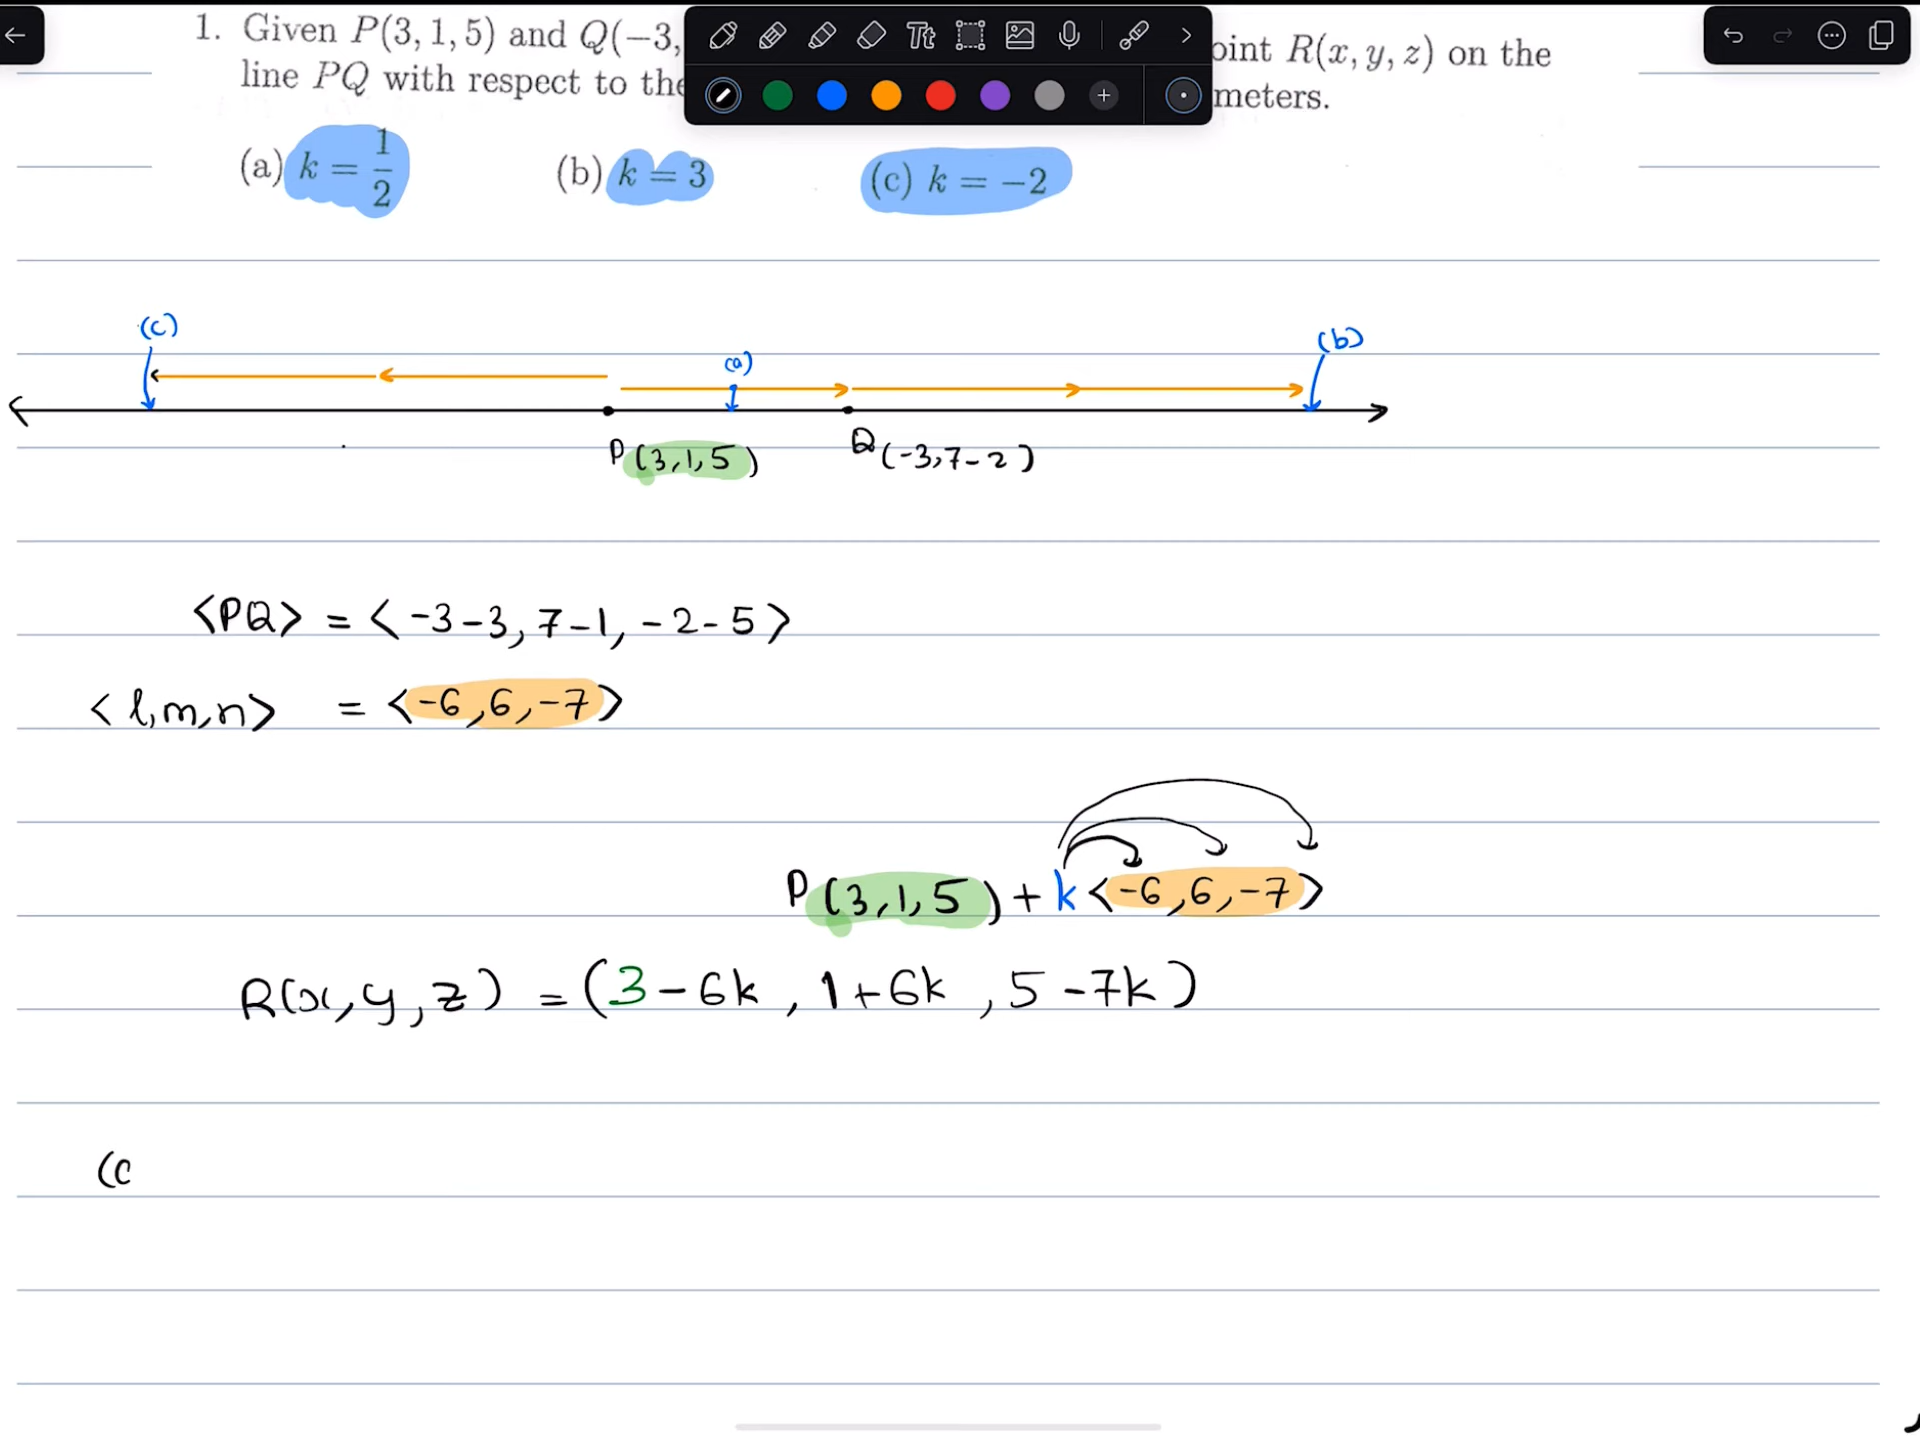 1. Given P(3, 1, 5) and Q(−3, oint R(x, y, z) on the
line PQ with respect to the meters.
(a) k = 1/2 (b) k = 3 (c) k = −2
Tt
(c) (a) (b)
P(3,1,5) Q(-3,7-2)
<PQ> = <-3-3, 7-1, -2-5>
<l,m,n> = <-6,6,-7>
P(3,1,5) + k<-6,6,-7>
R(x,y,z) = (3-6k, 1+6k, 5-7k)
(c